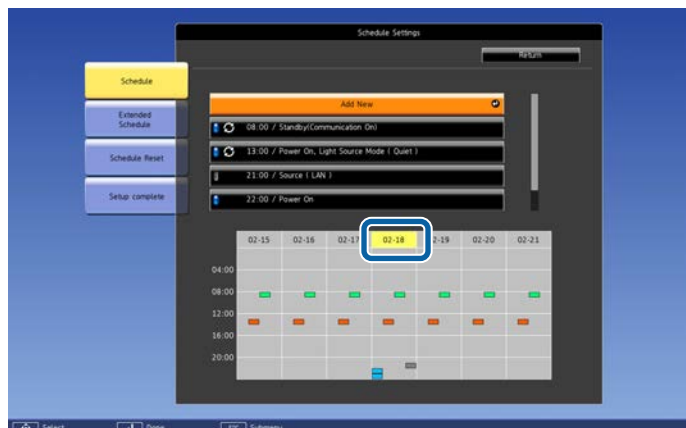 Schedule Settings
Return
Schedule
Extended
Schedule
Schedule Reset
Setup complete
Add New
08:00 / Standby(Communication On)
13:00 / Power On, Light Source Mode ( Quiet )
21:00 / Source ( LAN )
22:00 / Power On
02-15 02-16 02-17 02-18 2-19 02-20 02-21
04:00
08:00
12:00
16:00
20:00
Select Done Submenu